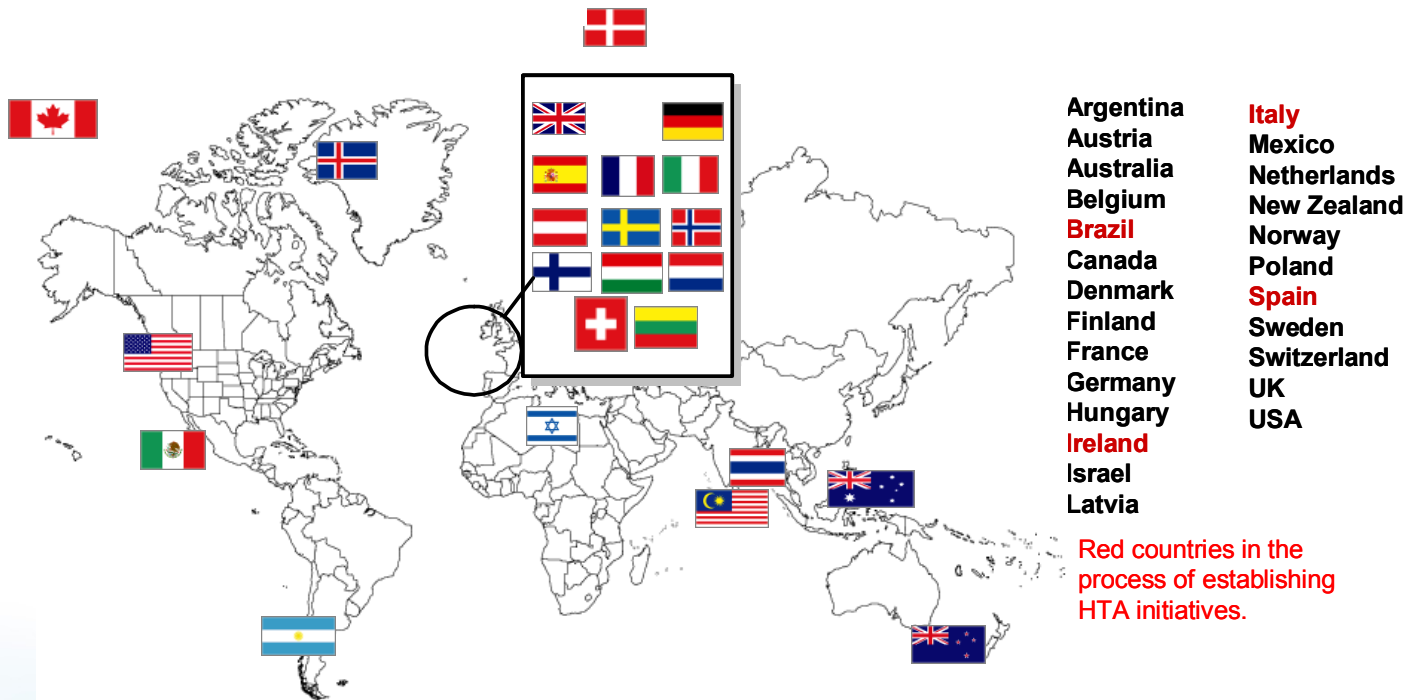 Argentina
Austria
Australia
Belgium
Brazil
Canada
Denmark
Finland
France
Germany
Hungary
Ireland
Israel
Latvia
Italy
Mexico
Netherlands
New Zealand
Norway
Poland
Spain
Sweden
Switzerland
UK
USA
Red countries in the
process of establishing
HTA initiatives.